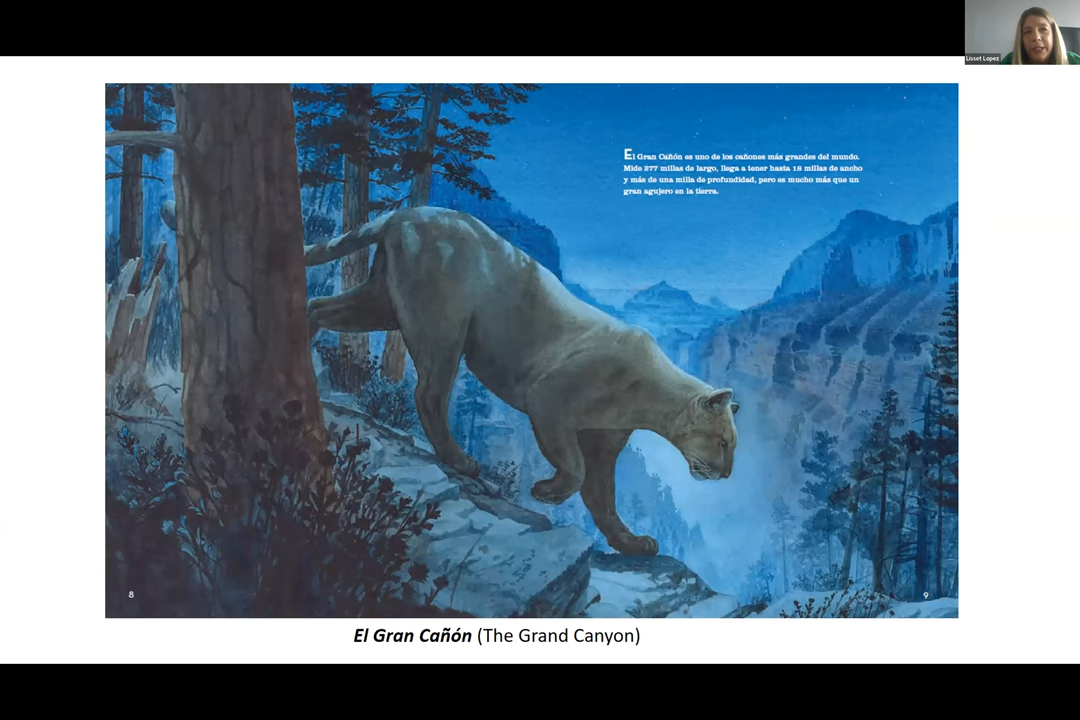 Lisset Lopez
El Gran Cañón es uno de los cañones más grandes del mundo.
Mide 277 millas de largo, llega a tener hasta 18 millas de ancho
y más de una milla de profundidad, pero es mucho más que un
gran agujero en la tierra.
8
9
El Gran Cañón (The Grand Canyon)